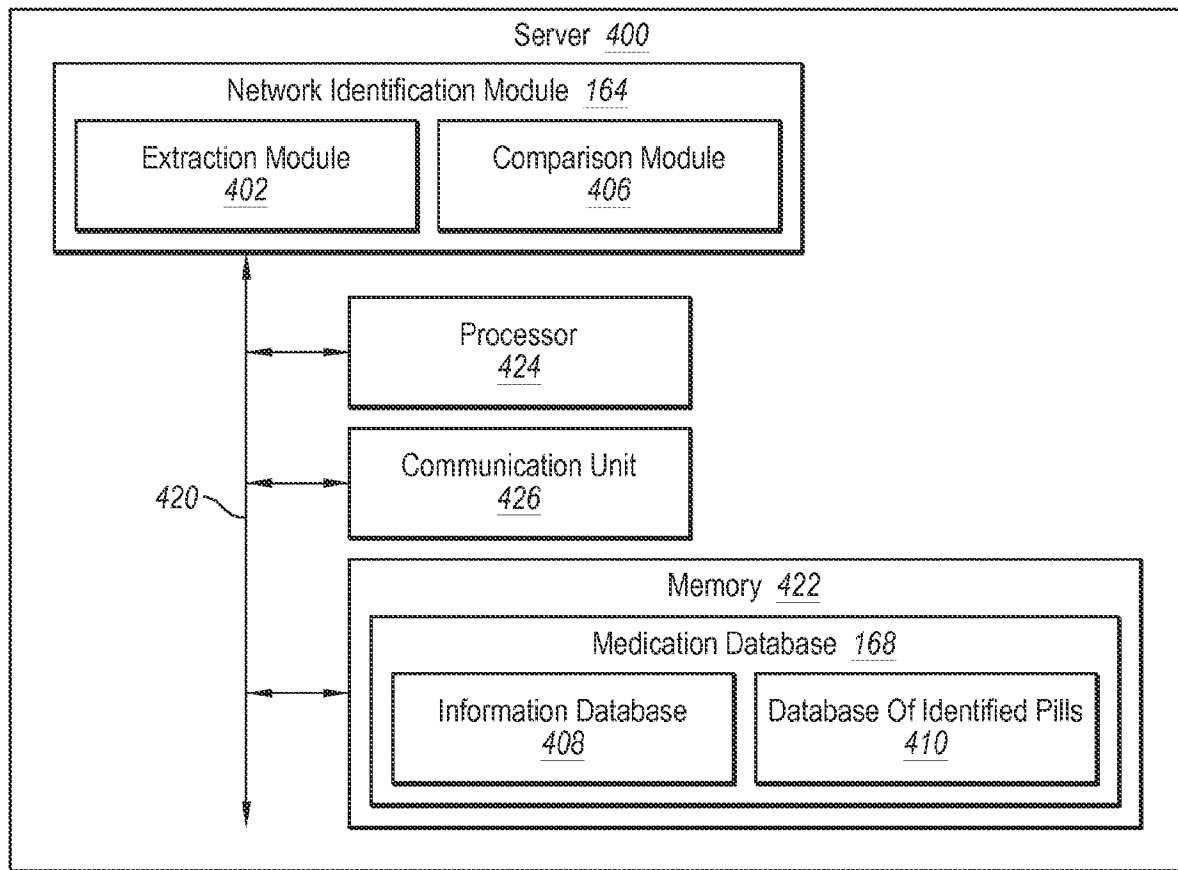 Server 400
Network Identification Module 164
Extraction Module
402
Comparison Module
406
Processor
424
Communication Unit
426
420
Memory 422
Medication Database 168
Information Database
408
Database Of Identified Pills
410